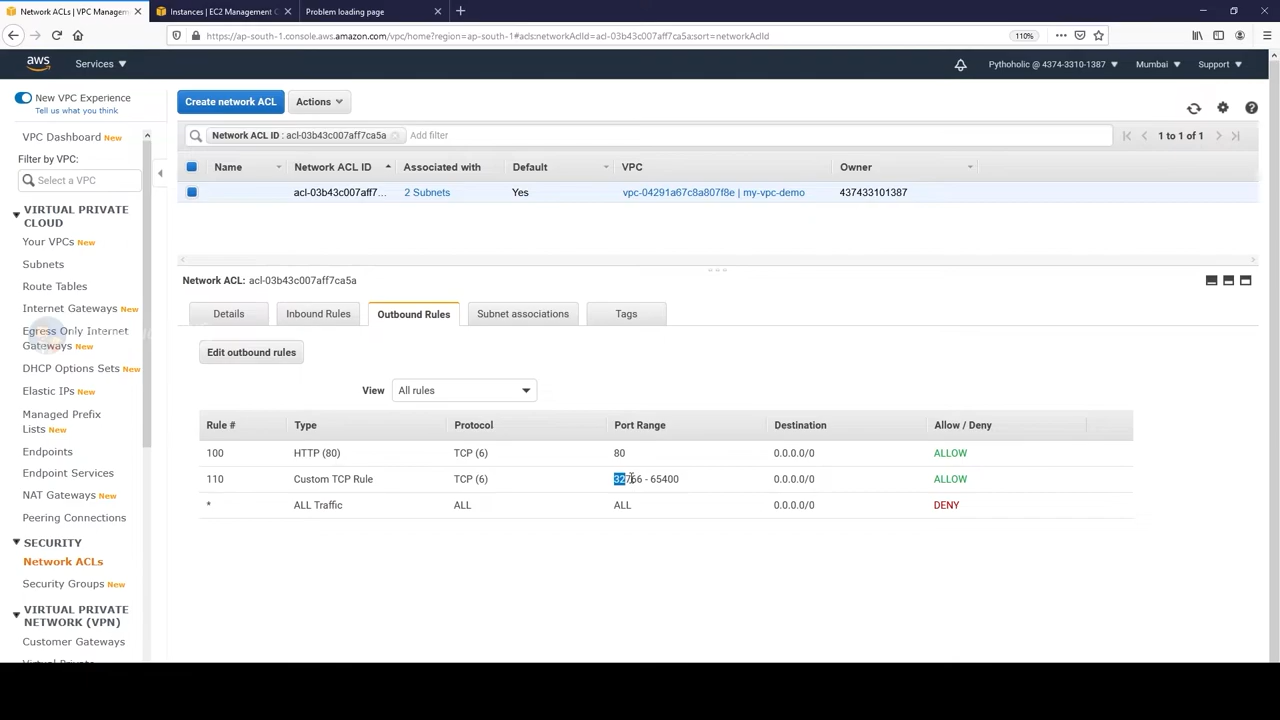 Network ACLs | VPC Managem
Instances | EC2 Management C
Problem loading page
https://ap-south-1.console.aws.amazon.com/vpc/home?region=ap-south-1#acls:networkAclId=acl-03b43c007aff7ca5a;sort=networkAclId
110%
aws
Services
Pythoholic @ 4374-3310-1387
Mumbai
Support
New VPC Experience
Tell us what you think
Create network ACL
Actions
VPC Dashboard New
Filter by VPC:
Select a VPC
Network ACL ID : acl-03b43c007aff7ca5a
Add filter
1 to 1 of 1
Name
Network ACL ID
Associated with
Default
VPC
Owner
acl-03b43c007aff7...
2 Subnets
Yes
vpc-04291a67c8a807f8e | my-vpc-demo
437433101387
VIRTUAL PRIVATE
CLOUD
Your VPCs New
Subnets
Route Tables
Internet Gateways New
Egress Only Internet
Gateways New
DHCP Options Sets New
Elastic IPs New
Managed Prefix
Lists New
Endpoints
Endpoint Services
NAT Gateways New
Peering Connections
SECURITY
Network ACLs
Security Groups New
VIRTUAL PRIVATE
NETWORK (VPN)
Customer Gateways
Virtual Private
Network ACL: acl-03b43c007aff7ca5a
Details
Inbound Rules
Outbound Rules
Subnet associations
Tags
Edit outbound rules
View
All rules
Rule #
Type
Protocol
Port Range
Destination
Allow / Deny
100
HTTP (80)
TCP (6)
80
0.0.0.0/0
ALLOW
110
Custom TCP Rule
TCP (6)
32766 - 65400
0.0.0.0/0
ALLOW
*
ALL Traffic
ALL
ALL
0.0.0.0/0
DENY